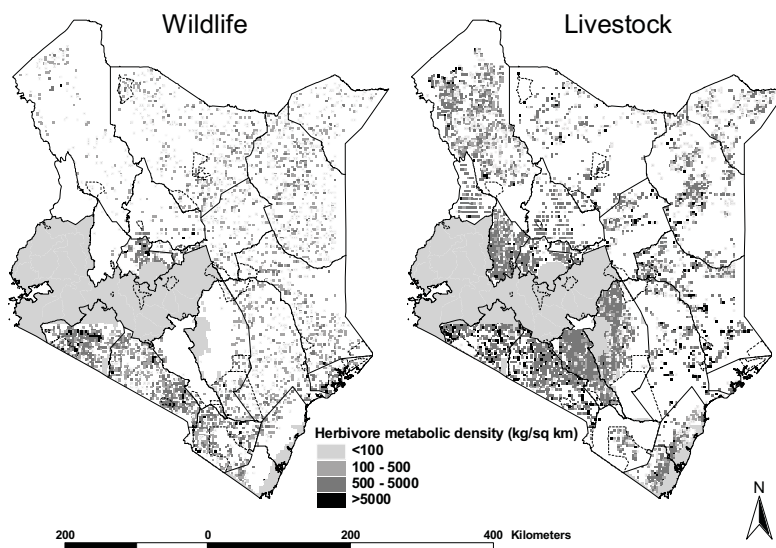 Wildlife
Livestock
Herbivore metabolic density (kg/sq km)
<100
100 - 500
500 - 5000
>5000
N
200 0 200 400 Kilometers